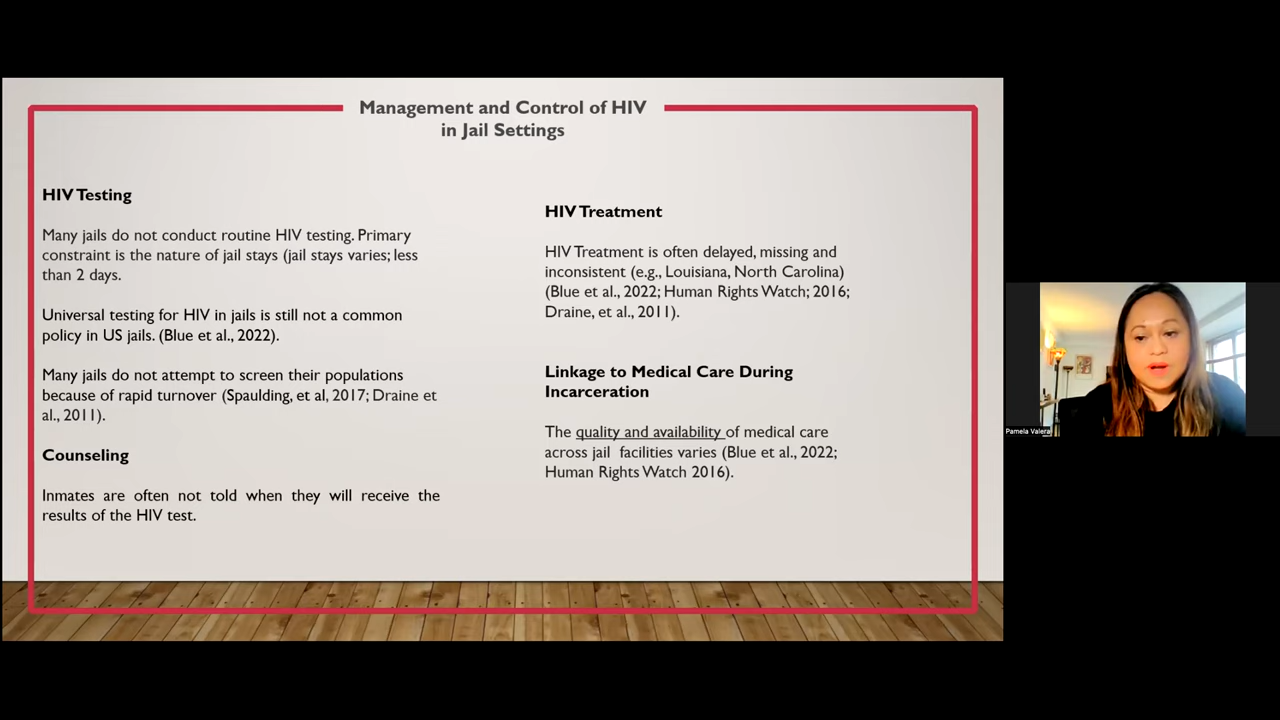 Management and Control of HIV
in Jail Settings
HIV Testing
Many jails do not conduct routine HIV testing. Primary
constraint is the nature of jail stays (jail stays varies; less
than 2 days.
Universal testing for HIV in jails is still not a common
policy in US jails. (Blue et al., 2022).
Many jails do not attempt to screen their populations
because of rapid turnover (Spaulding, et al, 2017; Draine et
al., 2011).
Counseling
Inmates are often not told when they will receive the
results of the HIV test.
HIV Treatment
HIV Treatment is often delayed, missing and
inconsistent (e.g., Louisiana, North Carolina)
(Blue et al., 2022; Human Rights Watch; 2016;
Draine, et al., 2011).
Linkage to Medical Care During
Incarceration
The quality and availability of medical care
across jail facilities varies (Blue et al., 2022;
Human Rights Watch 2016).
Pamela Valera